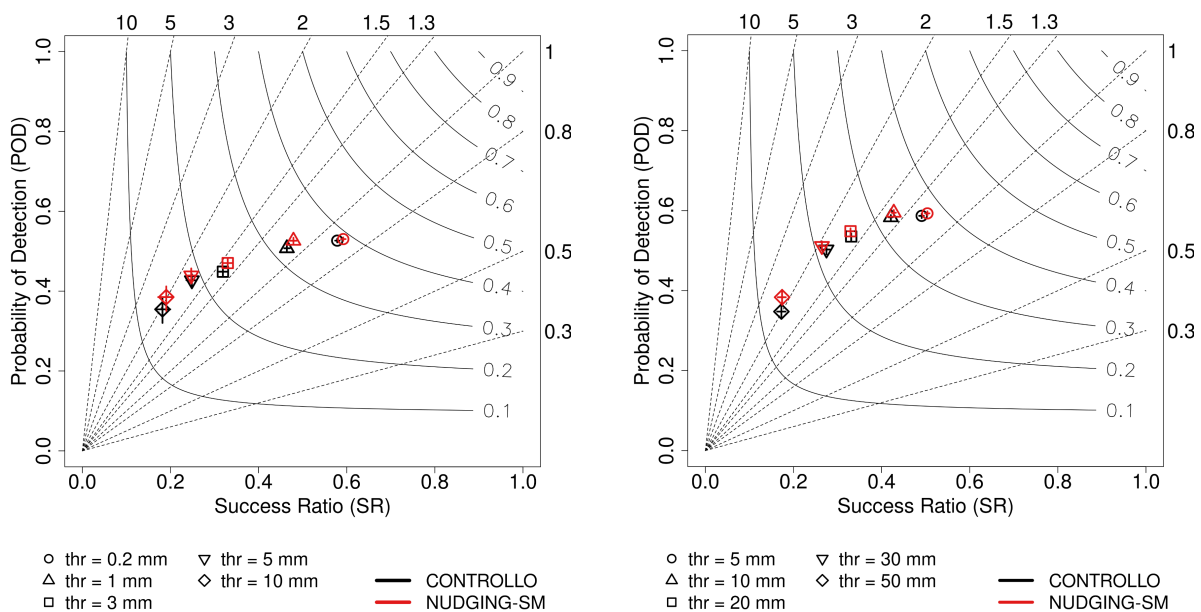 10 5 3 2 1.5 1.3
1
0.8
0.5
0.3
0.9
0.8
0.7
0.6
0.5
0.4
0.3
0.2
0.1
Probability of Detection (POD)
1.0
0.8
0.6
0.4
0.2
0.0
0.0 0.2 0.4 0.6 0.8 1.0
Success Ratio (SR)
thr = 0.2 mm
thr = 1 mm
thr = 3 mm
thr = 5 mm
thr = 10 mm
CONTROLLO
NUDGING-SM
10 5 3 2 1.5 1.3
1
0.8
0.5
0.3
0.9
0.8
0.7
0.6
0.5
0.4
0.3
0.2
0.1
Probability of Detection (POD)
1.0
0.8
0.6
0.4
0.2
0.0
0.0 0.2 0.4 0.6 0.8 1.0
Success Ratio (SR)
thr = 5 mm
thr = 10 mm
thr = 20 mm
thr = 30 mm
thr = 50 mm
CONTROLLO
NUDGING-SM